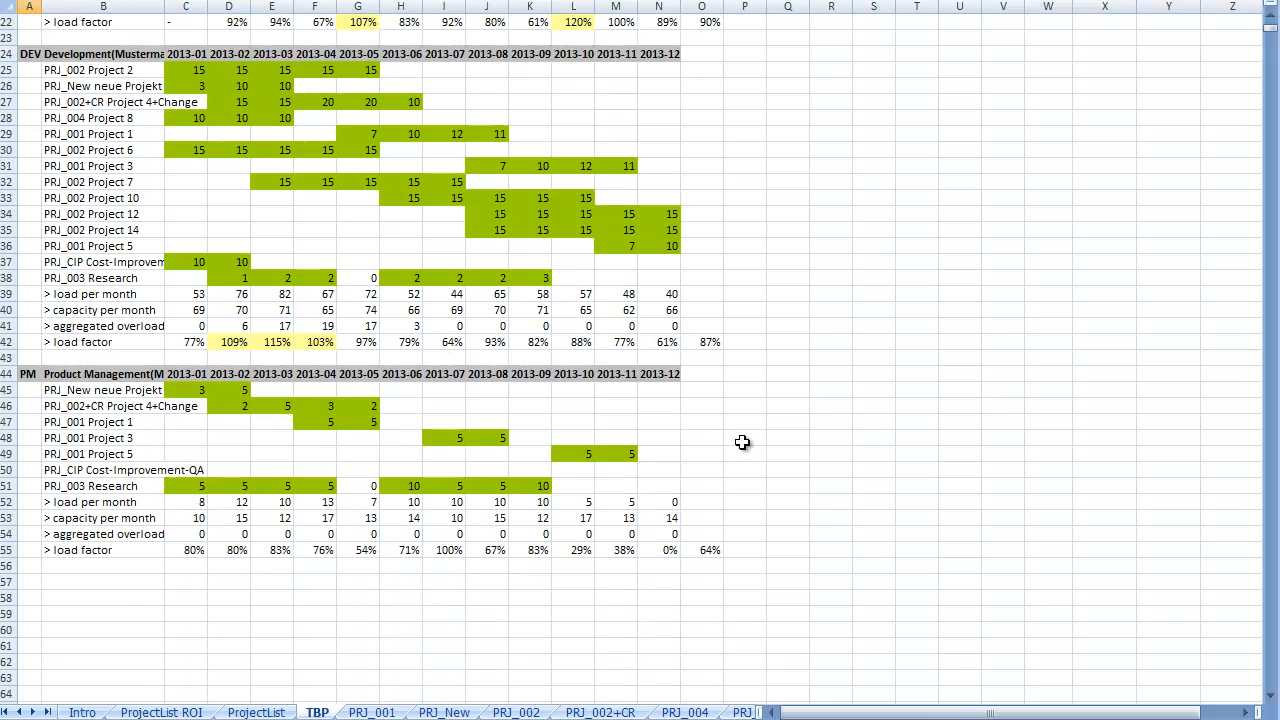 A B C D E F G H I J K L M N O P Q R S T U V W X Y Z
22 > load factor - 92% 94% 67% 107% 83% 92% 80% 61% 120% 100% 89% 90%
23
24 DEV Development(Musterma 2013-01 2013-02 2013-03 2013-04 2013-05 2013-06 2013-07 2013-08 2013-09 2013-10 2013-11 2013-12
25 PRJ_002 Project 2 15 15 15 15 15
26 PRJ_New neue Projekt 3 10 10
27 PRJ_002+CR Project 4+Change 15 15 20 20 10
28 PRJ_004 Project 8 10 10 10
29 PRJ_001 Project 1 7 10 12 11
30 PRJ_002 Project 6 15 15 15 15 15
31 PRJ_001 Project 3 7 10 12 11
32 PRJ_002 Project 7 15 15 15 15 15
33 PRJ_002 Project 10 15 15 15 15 15
34 PRJ_002 Project 12 15 15 15 15 15
35 PRJ_002 Project 14 15 15 15 15 15
36 PRJ_001 Project 5 7 10
37 PRJ_CIP Cost-Improvem 10 10
38 PRJ_003 Research 1 2 2 0 2 2 2 3
39 > load per month 53 76 82 67 72 52 44 65 58 57 48 40
40 > capacity per month 69 70 71 65 74 66 69 70 71 65 62 66
41 > aggregated overload 0 6 17 19 17 3 0 0 0 0 0 0
42 > load factor 77% 109% 115% 103% 97% 79% 64% 93% 82% 88% 77% 61% 87%
43
44 PM Product Management(M 2013-01 2013-02 2013-03 2013-04 2013-05 2013-06 2013-07 2013-08 2013-09 2013-10 2013-11 2013-12
45 PRJ_New neue Projekt 3 5
46 PRJ_002+CR Project 4+Change 2 5 3 2
47 PRJ_001 Project 1 5 5
48 PRJ_001 Project 3 5 5
49 PRJ_001 Project 5 5 5
50 PRJ_CIP Cost-Improvement-QA
51 PRJ_003 Research 5 5 5 5 0 10 5 5 10
52 > load per month 8 12 10 13 7 10 10 10 10 5 5 0
53 > capacity per month 10 15 12 17 13 14 10 15 12 17 13 14
54 > aggregated overload 0 0 0 0 0 0 0 0 0 0 0 0
55 > load factor 80% 80% 83% 76% 54% 71% 100% 67% 83% 29% 38% 0% 64%
56
57
58
59
60
61
62
63
64
Intro ProjectList ROI ProjectList TBP PRJ_001 PRJ_New PRJ_002 PRJ_002+CR PRJ_004 PRJ